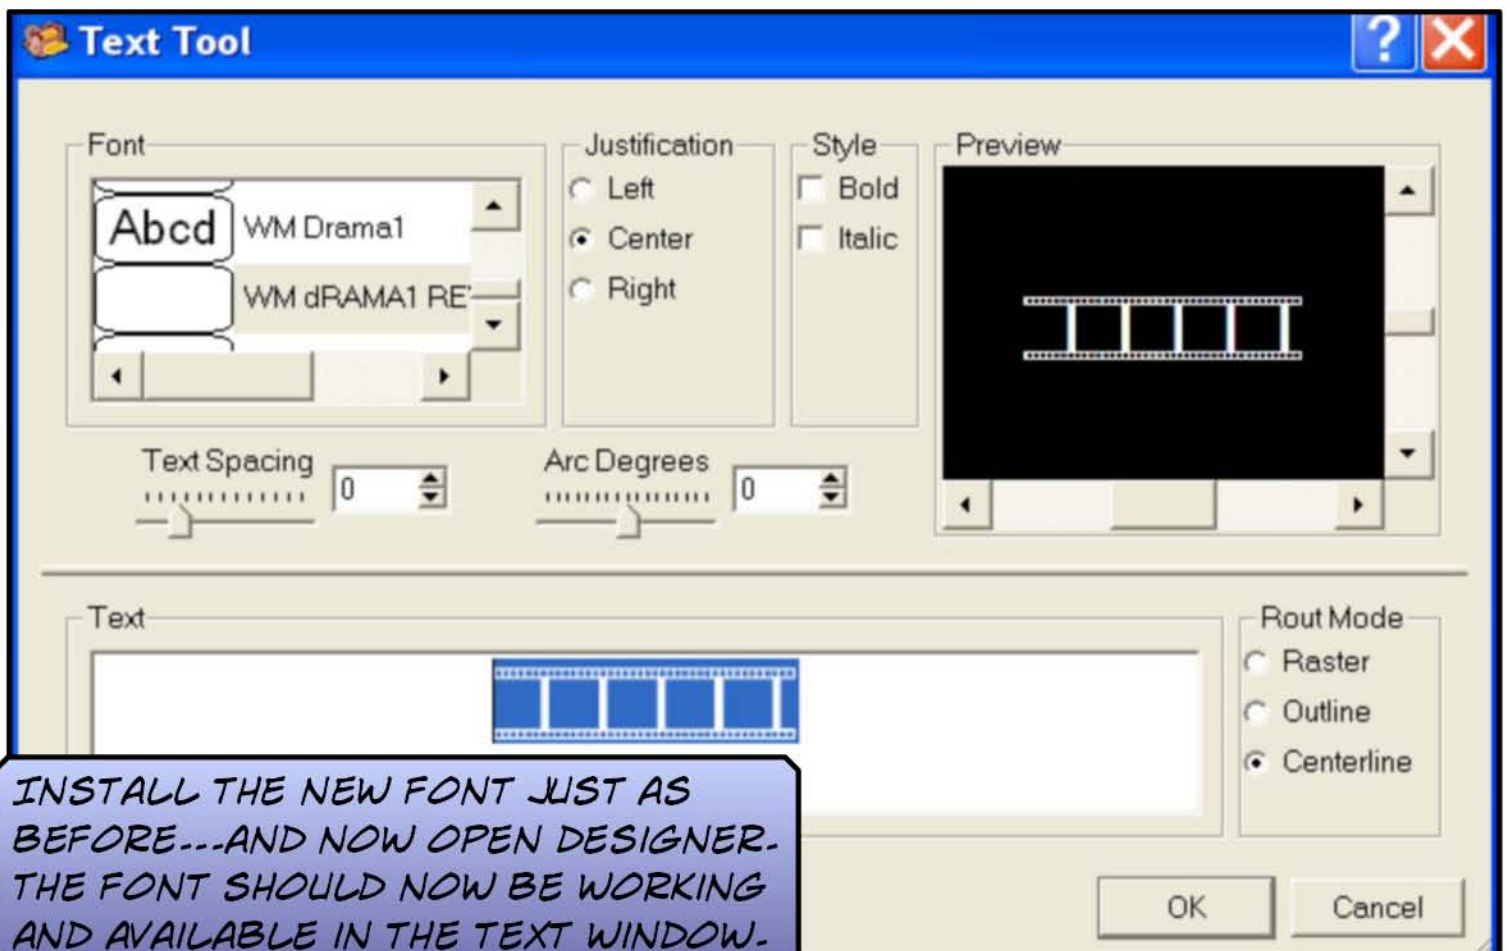 Text Tool
Font
Justification
Style
Preview
Abcd
WM Drama1
WM dRAMA1 RE
Left
Center
Right
Bold
Italic
Text Spacing
0
Arc Degrees
0
Text
Rout Mode
Raster
Outline
Centerline
INSTALL THE NEW FONT JUST AS
BEFORE...AND NOW OPEN DESIGNER.
THE FONT SHOULD NOW BE WORKING
AND AVAILABLE IN THE TEXT WINDOW.
OK
Cancel